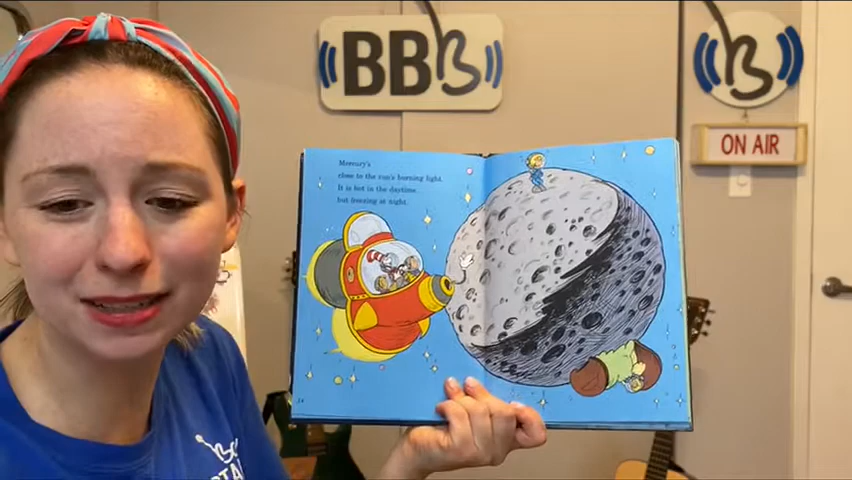 BBB
B
ON AIR
Mercury's
close to the sun's burning light.
It is hot in the daytime,
but freezing at night.